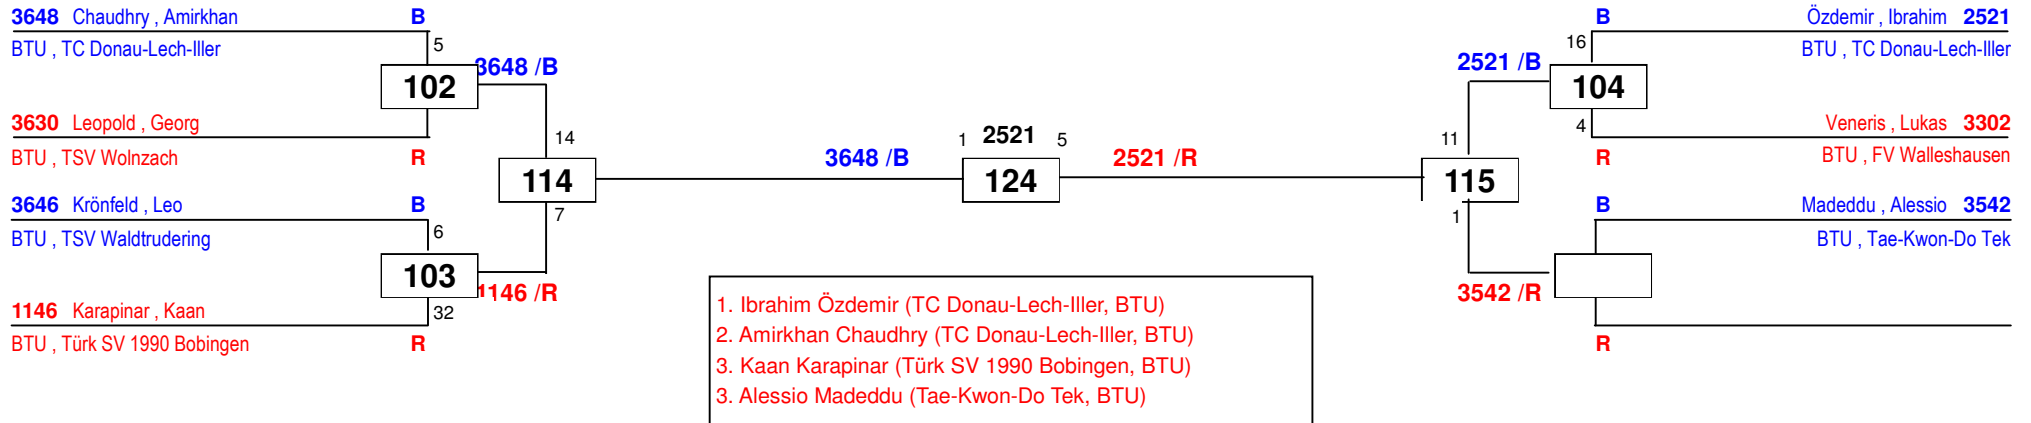 3648 Chaudhry , Amirkhan B
BTU , TC Donau-Lech-Iller
5
102
3648 /B
3630 Leopold , Georg
BTU , TSV Wolnzach R
14
114
7
3646 Krönfeld , Leo B
BTU , TSV Waldtrudering
6
103
1146 /R
1146 Karapinar , Kaan
32
BTU , Türk SV 1990 Bobingen R
3648 /B
1 2521 5
124
2521 /R
B Özdemir , Ibrahim 2521
16
BTU , TC Donau-Lech-Iller
2521 /B
104
4
Veneris , Lukas 3302
R BTU , FV Walleshausen
11
115
1
B Madeddu , Alessio 3542
BTU , Tae-Kwon-Do Tek
3542 /R
R
1. Ibrahim Özdemir (TC Donau-Lech-Iller, BTU)
2. Amirkhan Chaudhry (TC Donau-Lech-Iller, BTU)
3. Kaan Karapinar (Türk SV 1990 Bobingen, BTU)
3. Alessio Madeddu (Tae-Kwon-Do Tek, BTU)